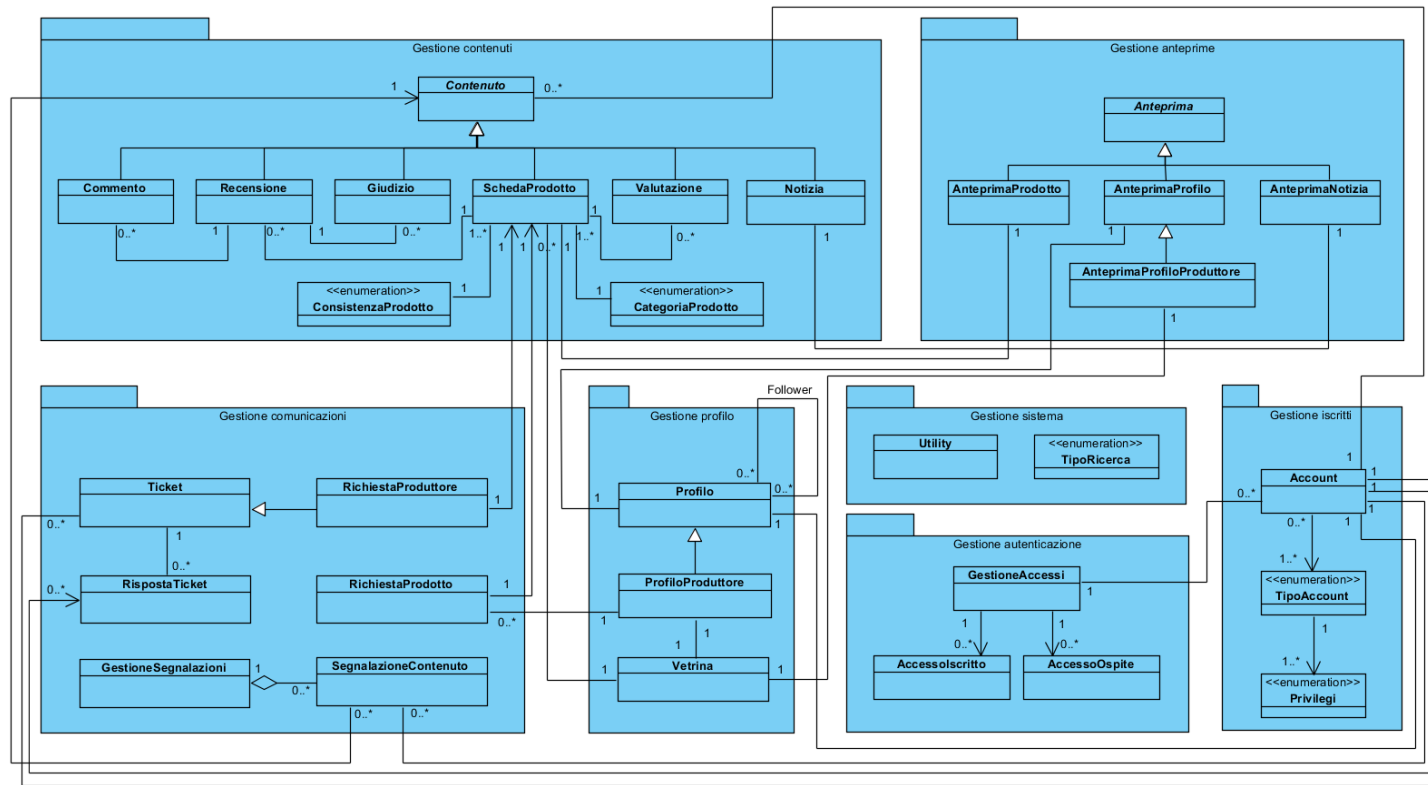 Gestione contenuti
Contenuto
1
0..*
Commento
Recensione
Giudizio
SchedaProdotto
Valutazione
Notizia
0..*
1
0..*
1
0..*
1
1..*
1
1
0..*
1
1..*
1
0..*
1
<<enumeration>>
ConsistenzaProdotto
1
<<enumeration>>
CategoriaProdotto
1
Gestione anteprime
Anteprima
AnteprimaProdotto
AnteprimaProfilo
AnteprimaNotizia
1
1
1
AnteprimaProfiloProduttore
1
Gestione comunicazioni
Ticket
RichiestaProduttore
0..*
1
1
0..*
RispostaTicket
0..*
RichiestaProdotto
1
0..*
GestioneSegnalazioni
1
0..*
SegnalazioneContenuto
0..*
0..*
Follower
Gestione profilo
0..*
0..*
Profilo
1
1
ProfiloProduttore
1
1
1
Vetrina
1
1
Gestione sistema
Utility
<<enumeration>>
TipoRicerca
Gestione autenticazione
GestioneAccessi
1
1
1
0..*
0..*
AccessoIscritto
AccessoOspite
Gestione iscritti
1
Account
1
1
1
0..*
0..*
1
1..*
<<enumeration>>
TipoAccount
1
1..*
<<enumeration>>
Privilegi